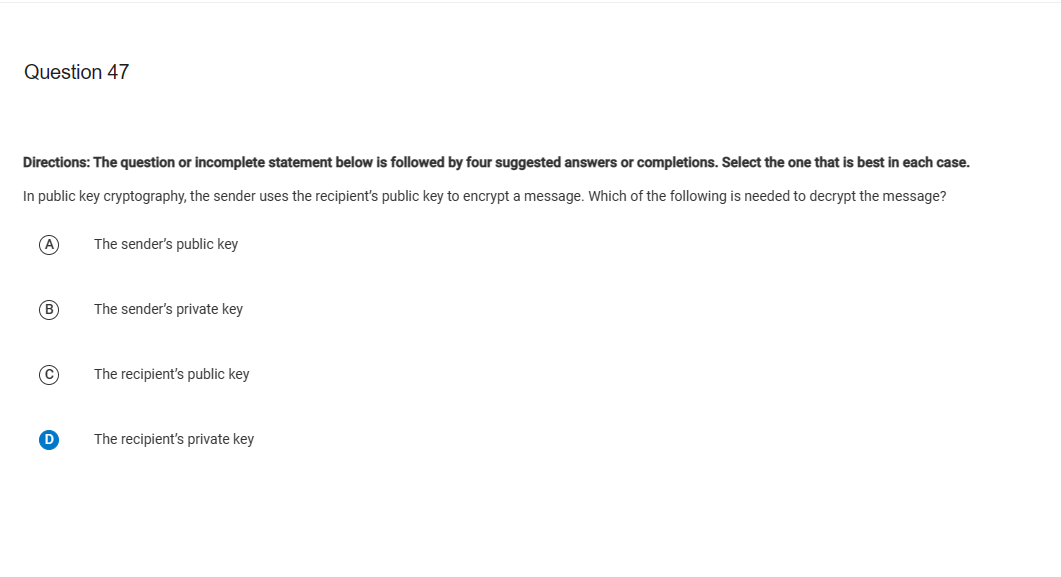 Question 47
Directions: The question or incomplete statement below is followed by four suggested answers or completions. Select the one that is best in each case.
In public key cryptography, the sender uses the recipient's public key to encrypt a message. Which of the following is needed to decrypt the message?
A The sender's public key
B The sender's private key
C The recipient's public key
D The recipient's private key